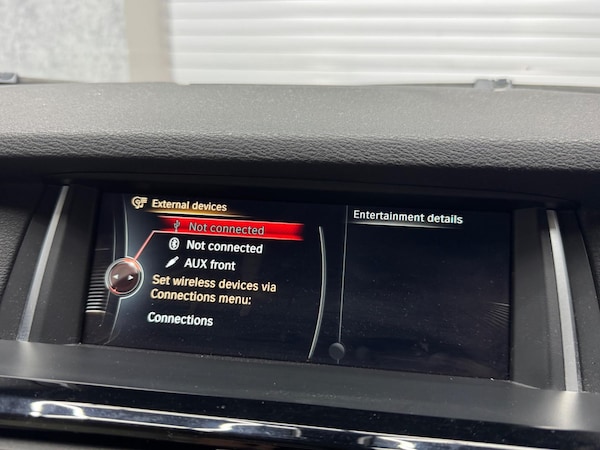 External devices
Not connected
Not connected
AUX front
Set wireless devices via
Connections menu:
Connections
Entertainment details